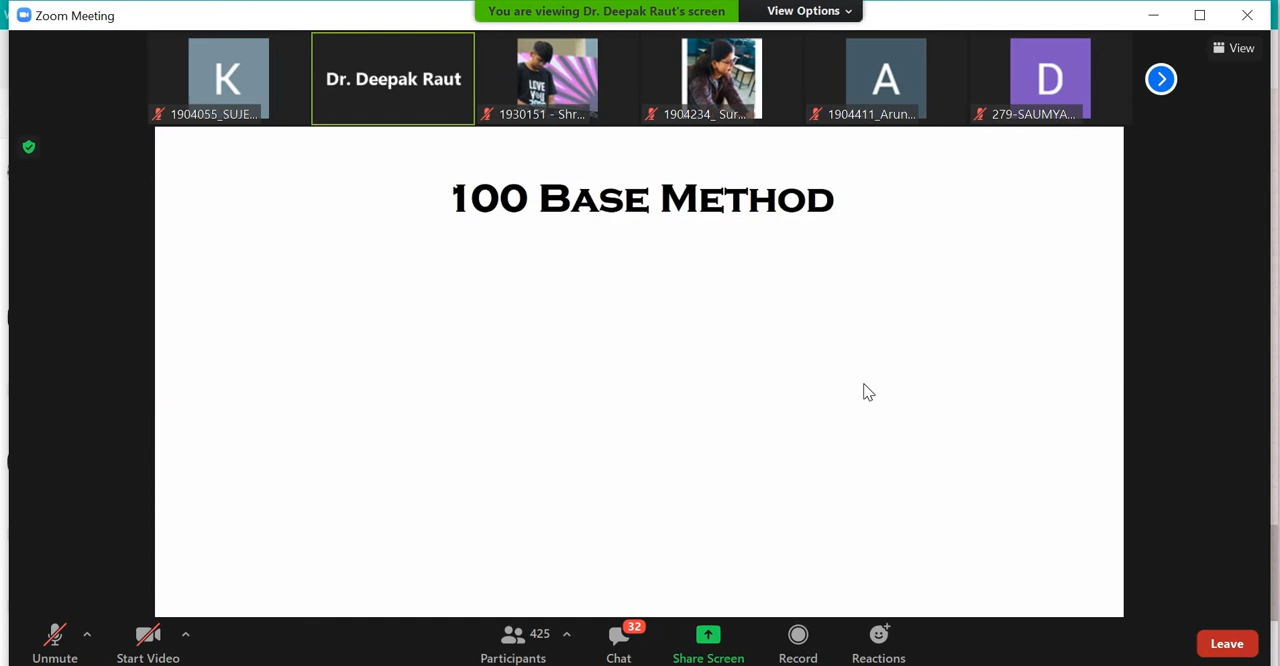 Zoom Meeting
You are viewing Dr. Deepak Raut's screen
View Options
View
K
1904055_SUJE...
Dr. Deepak Raut
LOVE
YOU
1930151 - Shr...
1904234_ Sur...
A
1904411_Arun...
D
279-SAUMYA...
100 BASE METHOD
Unmute
Start Video
425
Participants
32
Chat
Share Screen
Record
Reactions
Leave